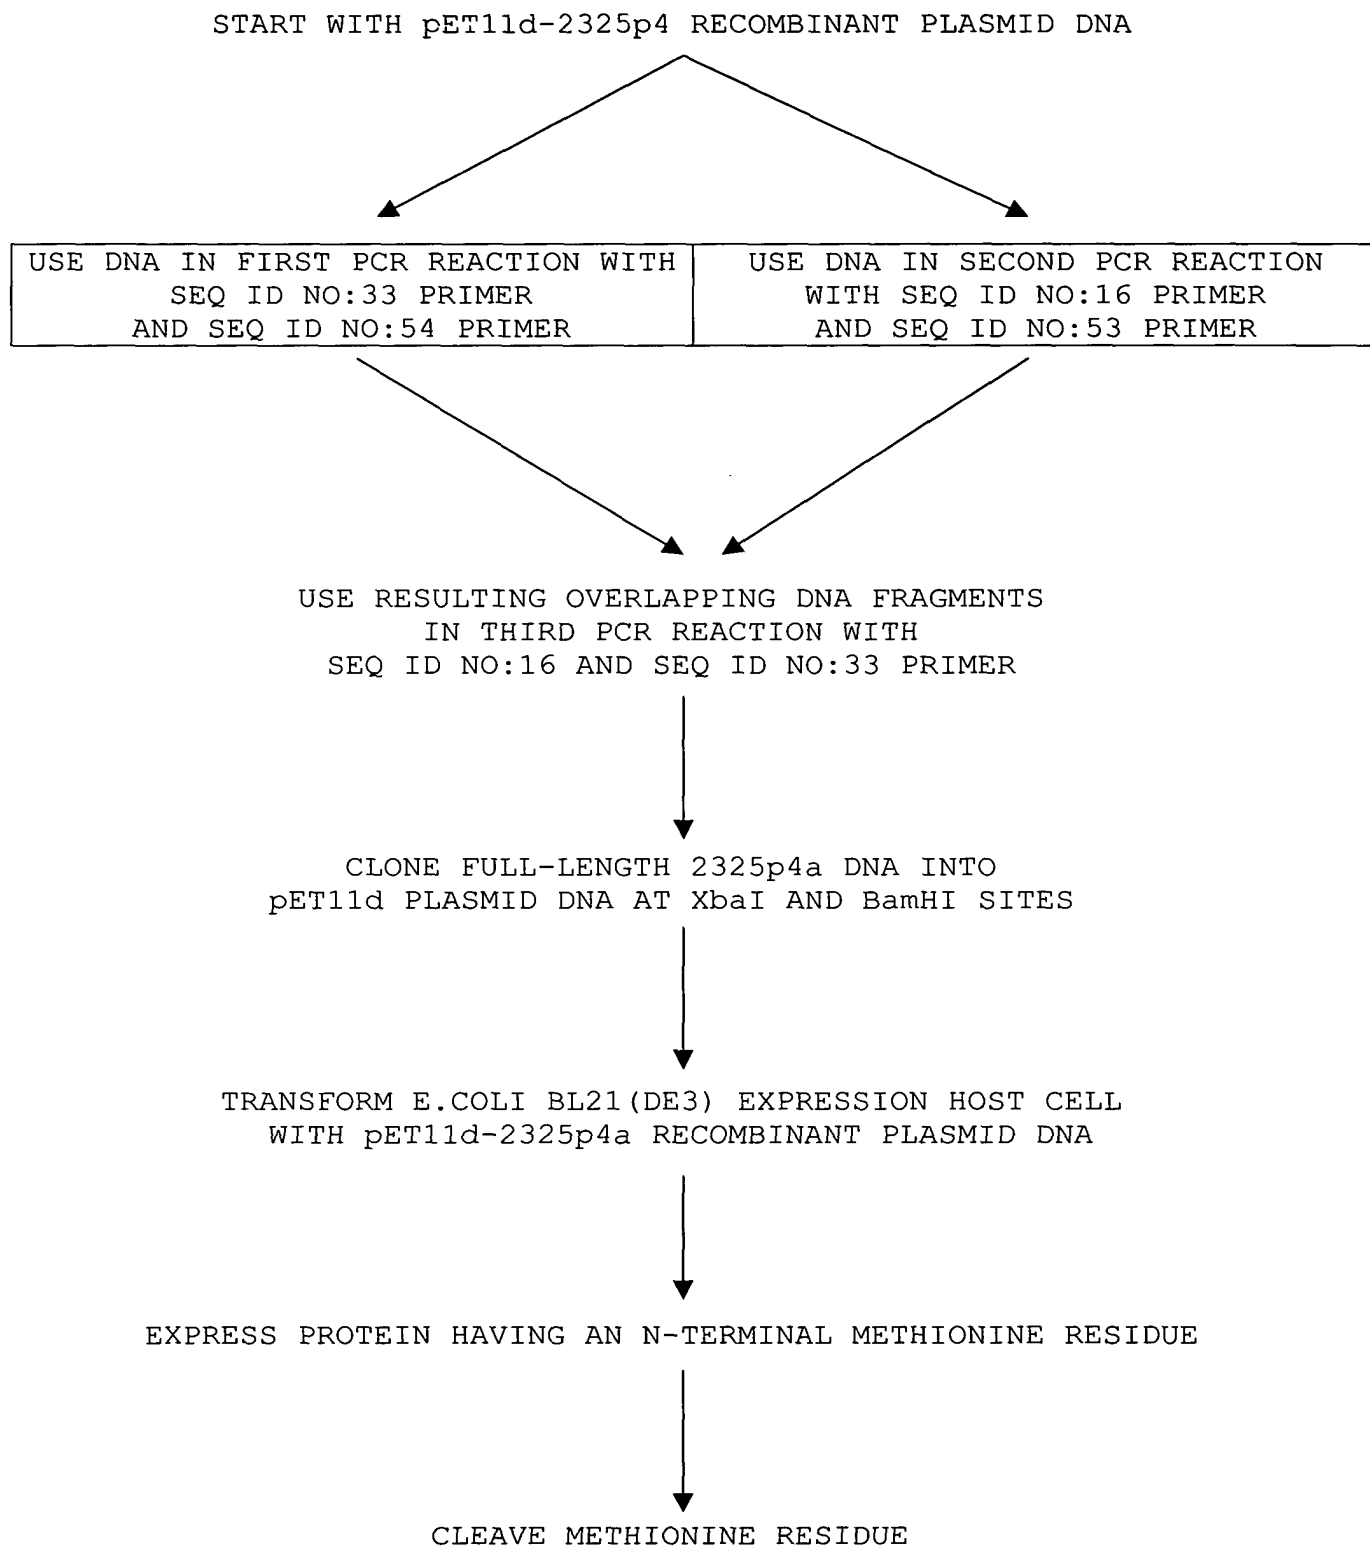 START WITH pET11d-2325p4 RECOMBINANT PLASMID DNA
USE DNA IN FIRST PCR REACTION WITH
SEQ ID NO:33 PRIMER
AND SEQ ID NO:54 PRIMER
USE DNA IN SECOND PCR REACTION
WITH SEQ ID NO:16 PRIMER
AND SEQ ID NO:53 PRIMER
USE RESULTING OVERLAPPING DNA FRAGMENTS
IN THIRD PCR REACTION WITH
SEQ ID NO:16 AND SEQ ID NO:33 PRIMER
CLONE FULL-LENGTH 2325p4a DNA INTO
pET11d PLASMID DNA AT XbaI AND BamHI SITES
TRANSFORM E.COLI BL21(DE3) EXPRESSION HOST CELL
WITH pET11d-2325p4a RECOMBINANT PLASMID DNA
EXPRESS PROTEIN HAVING AN N-TERMINAL METHIONINE RESIDUE
CLEAVE METHIONINE RESIDUE